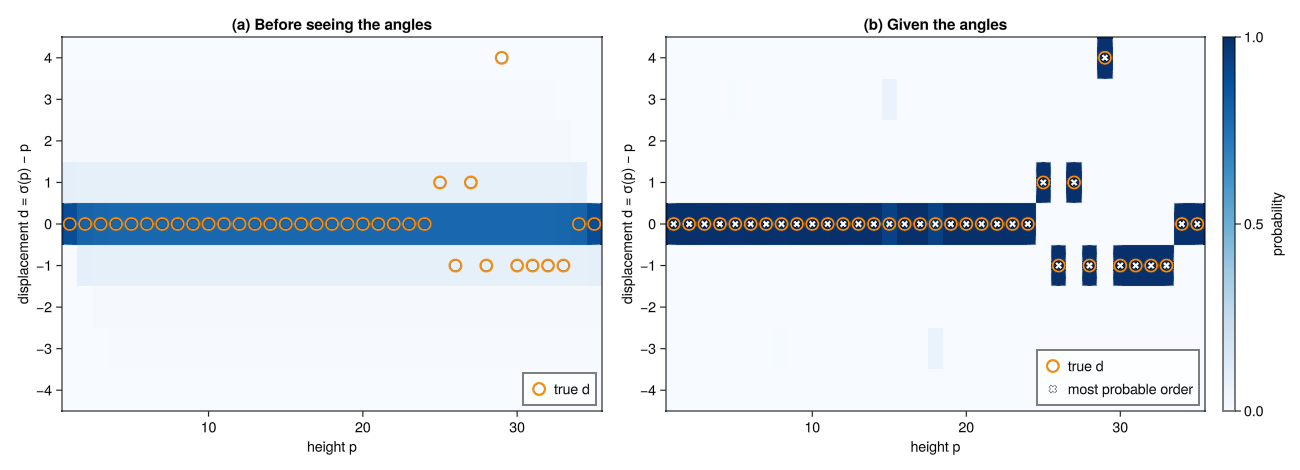 (a) Before seeing the angles
displacement d = σ(p) − p
4
3
2
1
0
−1
−2
−3
−4
10
20
30
height p
true d
(b) Given the angles
displacement d = σ(p) − p
4
3
2
1
0
−1
−2
−3
−4
10
20
30
height p
true d
most probable order
1.0
0.5
0.0
probability